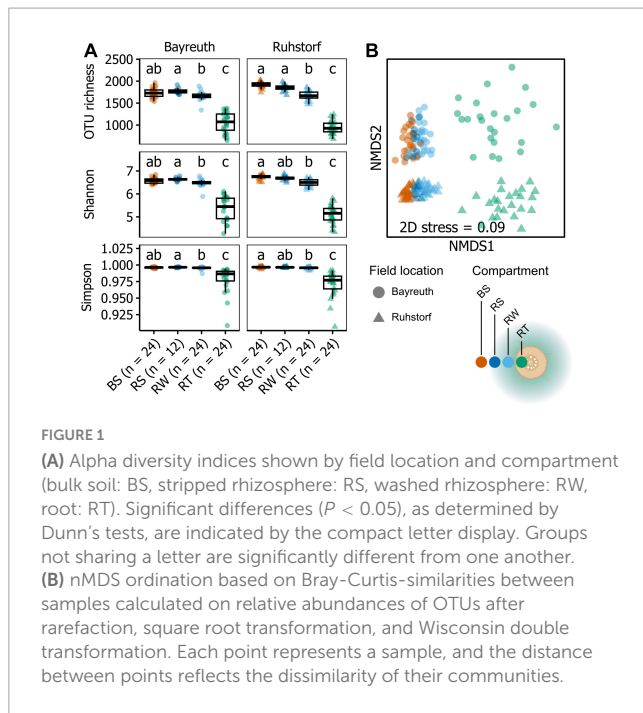 A
Bayreuth
Ruhstorf
OTU richness
2500
2000
1500
1000
ab a b c
a a b c
Shannon
7
6
5
ab a b c
a ab b c
Simpson
1.025
1.000
0.975
0.950
0.925
ab a b c
a ab b c
BS (n = 24)
RS (n = 12)
RW (n = 24)
RT (n = 24)
BS (n = 24)
RS (n = 12)
RW (n = 24)
RT (n = 24)
B
NMDS2
2D stress = 0.09
NMDS1
Field location
Bayreuth
Ruhstorf
Compartment
BS
RS
RW
RT
FIGURE 1
(A) Alpha diversity indices shown by field location and compartment
(bulk soil: BS, stripped rhizosphere: RS, washed rhizosphere: RW,
root: RT). Significant differences (P < 0.05), as determined by
Dunn's tests, are indicated by the compact letter display. Groups
not sharing a letter are significantly different from one another.
(B) nMDS ordination based on Bray-Curtis-similarities between
samples calculated on relative abundances of OTUs after
rarefaction, square root transformation, and Wisconsin double
transformation. Each point represents a sample, and the distance
between points reflects the dissimilarity of their communities.